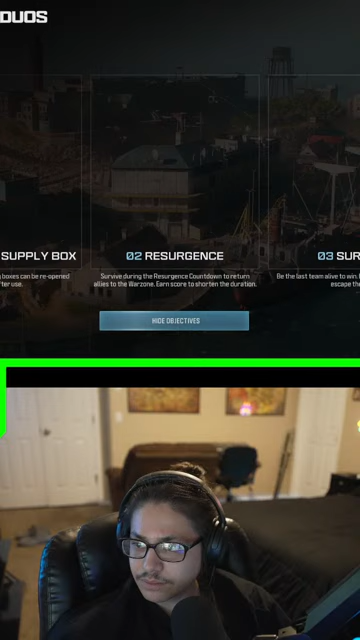 DUOS
SUPPLY BOX
boxes can be re-opened
after use.
02 RESURGENCE
Survive during the Resurgence Countdown to return
allies to the Warzone. Earn score to shorten the duration.
03 SUR
Be the last team alive to win.
escape the
HIDE OBJECTIVES